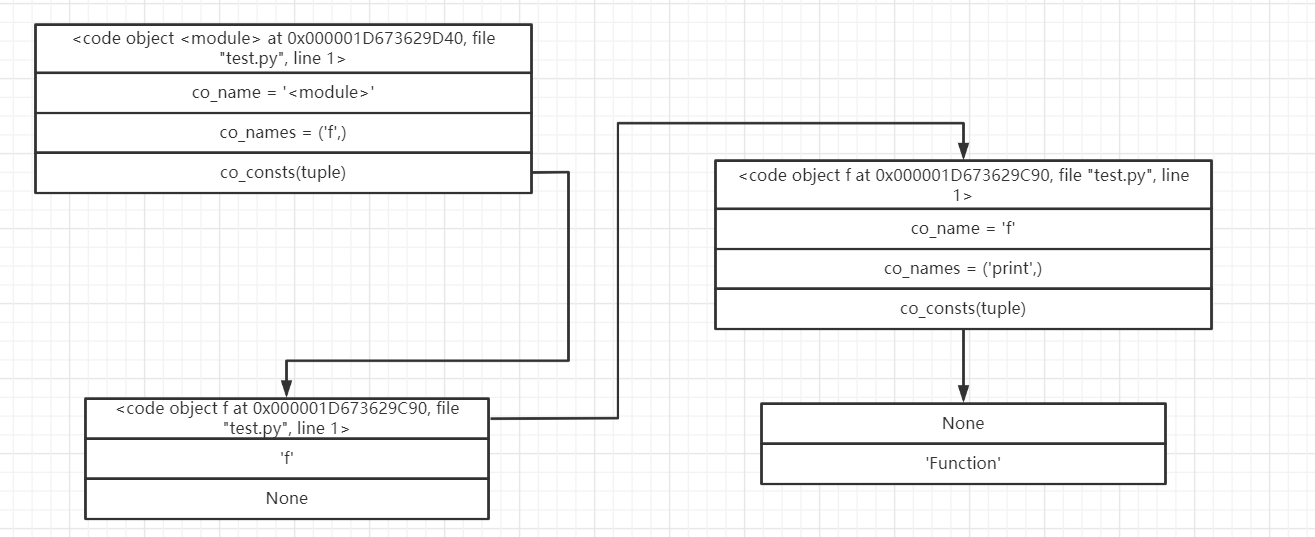 <code object <module> at 0x000001D673629D40, file
"test.py", line 1>
co_name = '<module>'
co_names = ('f',)
co_consts(tuple)
<code object f at 0x000001D673629C90, file
"test.py", line 1>
'f'
None
<code object f at 0x000001D673629C90, file "test.py", line
1>
co_name = 'f'
co_names = ('print',)
co_consts(tuple)
None
'Function'